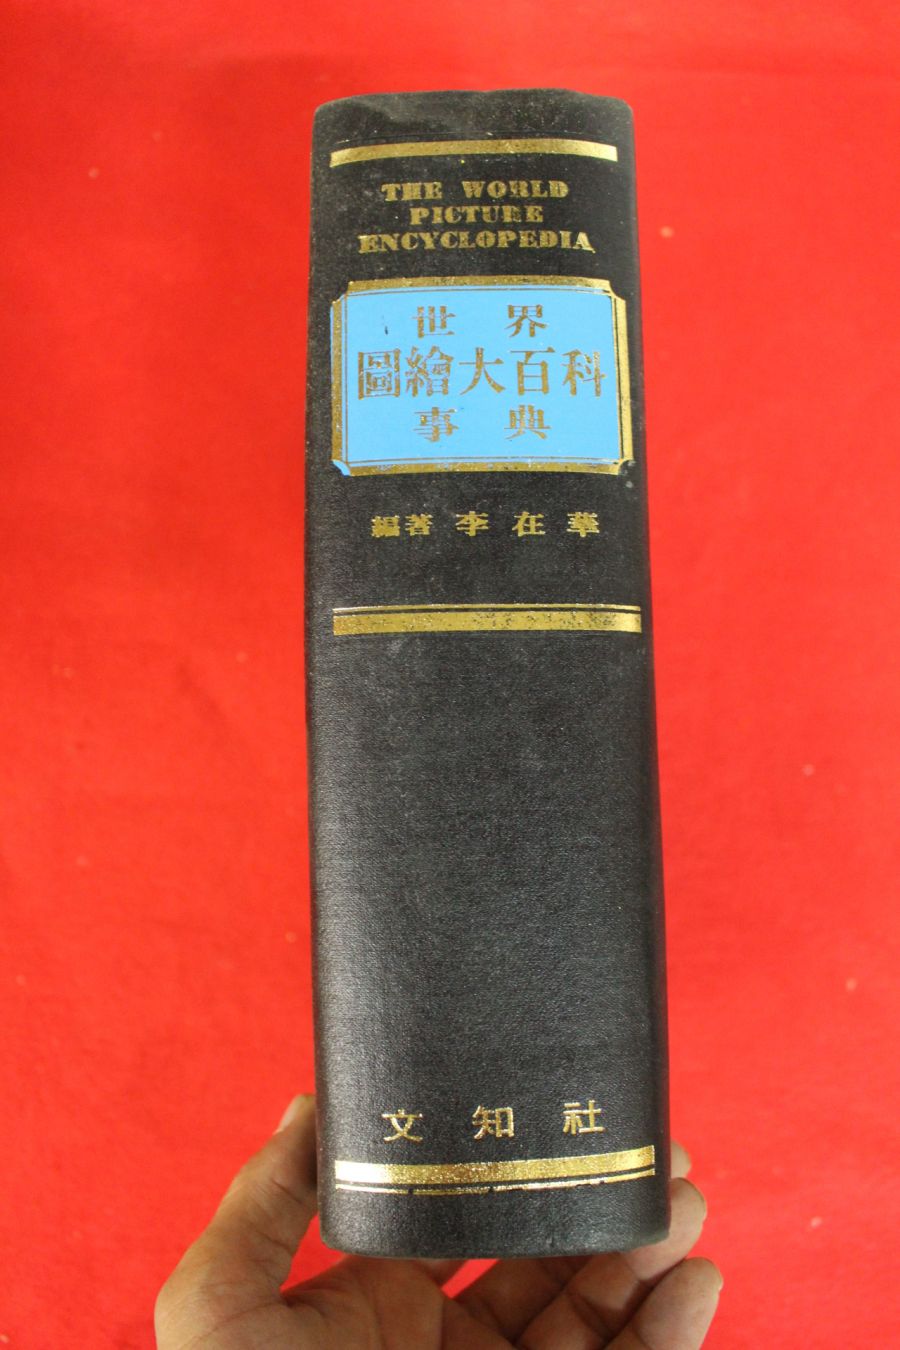 THE WORLD
PICTURE
ENCYCLOPEDIA
世界
圖繪大百科
事典
編著 李在華
文知社